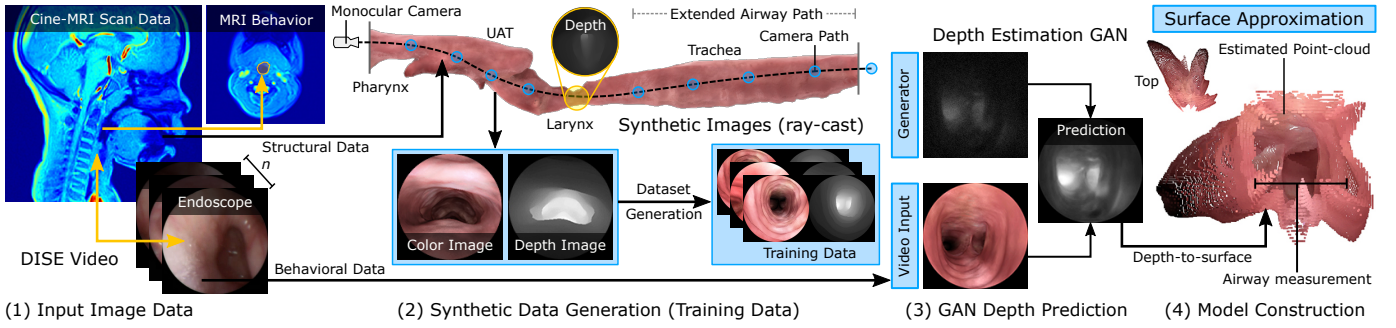 Cine-MRI Scan Data
MRI Behavior
Structural Data
n
Endoscope
DISE Video
Behavioral Data
(1) Input Image Data
Monocular Camera
UAT
Depth
Extended Airway Path
Trachea
Camera Path
Pharynx
Larynx
Synthetic Images (ray-cast)
Color Image
Depth Image
Dataset
Generation
Training Data
(2) Synthetic Data Generation (Training Data)
Depth Estimation GAN
Generator
Prediction
Video Input
Depth-to-surface
(3) GAN Depth Prediction
Surface Approximation
Estimated Point-cloud
Top
Airway measurement
(4) Model Construction